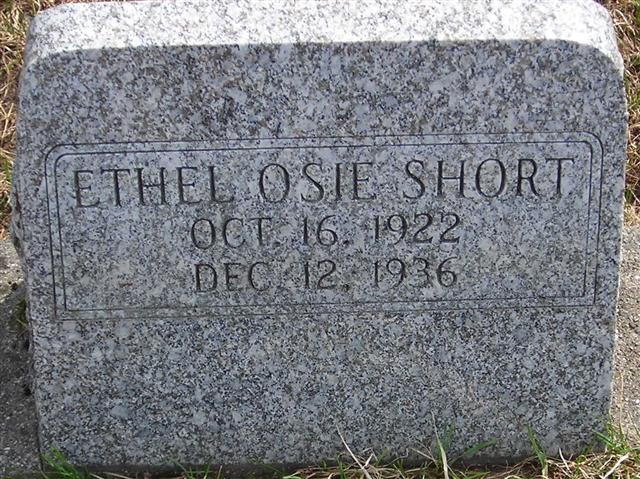 ETHEL OSIE SHORT
OCT. 16, 1922
DEC. 12, 1936